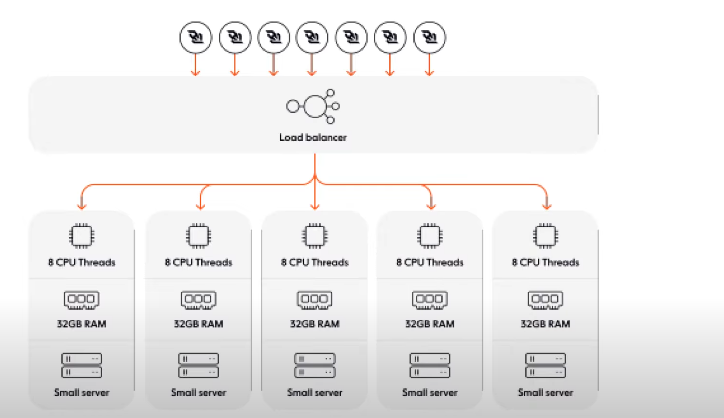 Load balancer
8 CPU Threads
8 CPU Threads
8 CPU Threads
8 CPU Threads
8 CPU Threads
32GB RAM
32GB RAM
32GB RAM
32GB RAM
32GB RAM
Small server
Small server
Small server
Small server
Small server